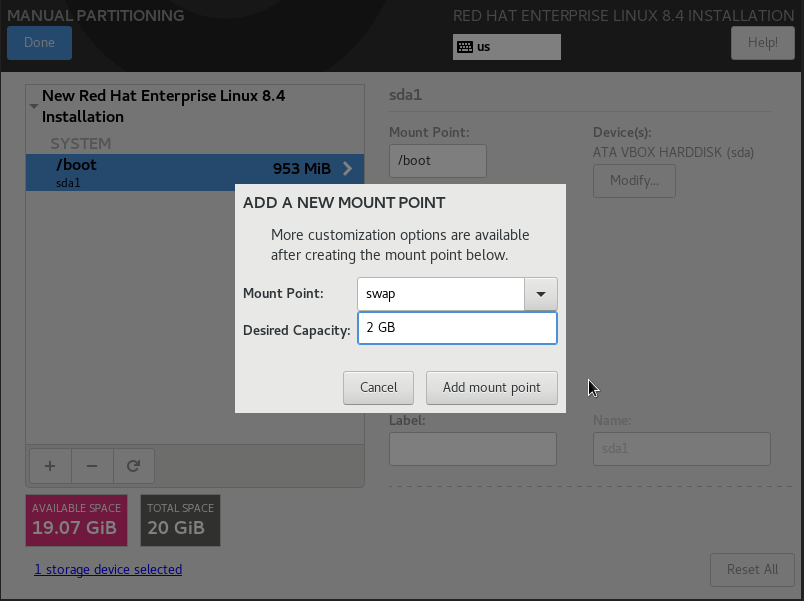 MANUAL PARTITIONING
RED HAT ENTERPRISE LINUX 8.4 INSTALLATION
Done
us
Help!
New Red Hat Enterprise Linux 8.4
Installation
SYSTEM
/boot
953 MiB
sda1
sda1
Mount Point:
Device(s):
/boot
ATA VBOX HARDDISK (sda)
Modify...
ADD A NEW MOUNT POINT
More customization options are available
after creating the mount point below.
Mount Point:
swap
Desired Capacity:
2 GB
Cancel
Add mount point
Label:
Name:
sda1
AVAILABLE SPACE
19.07 GiB
TOTAL SPACE
20 GiB
1 storage device selected
Reset All